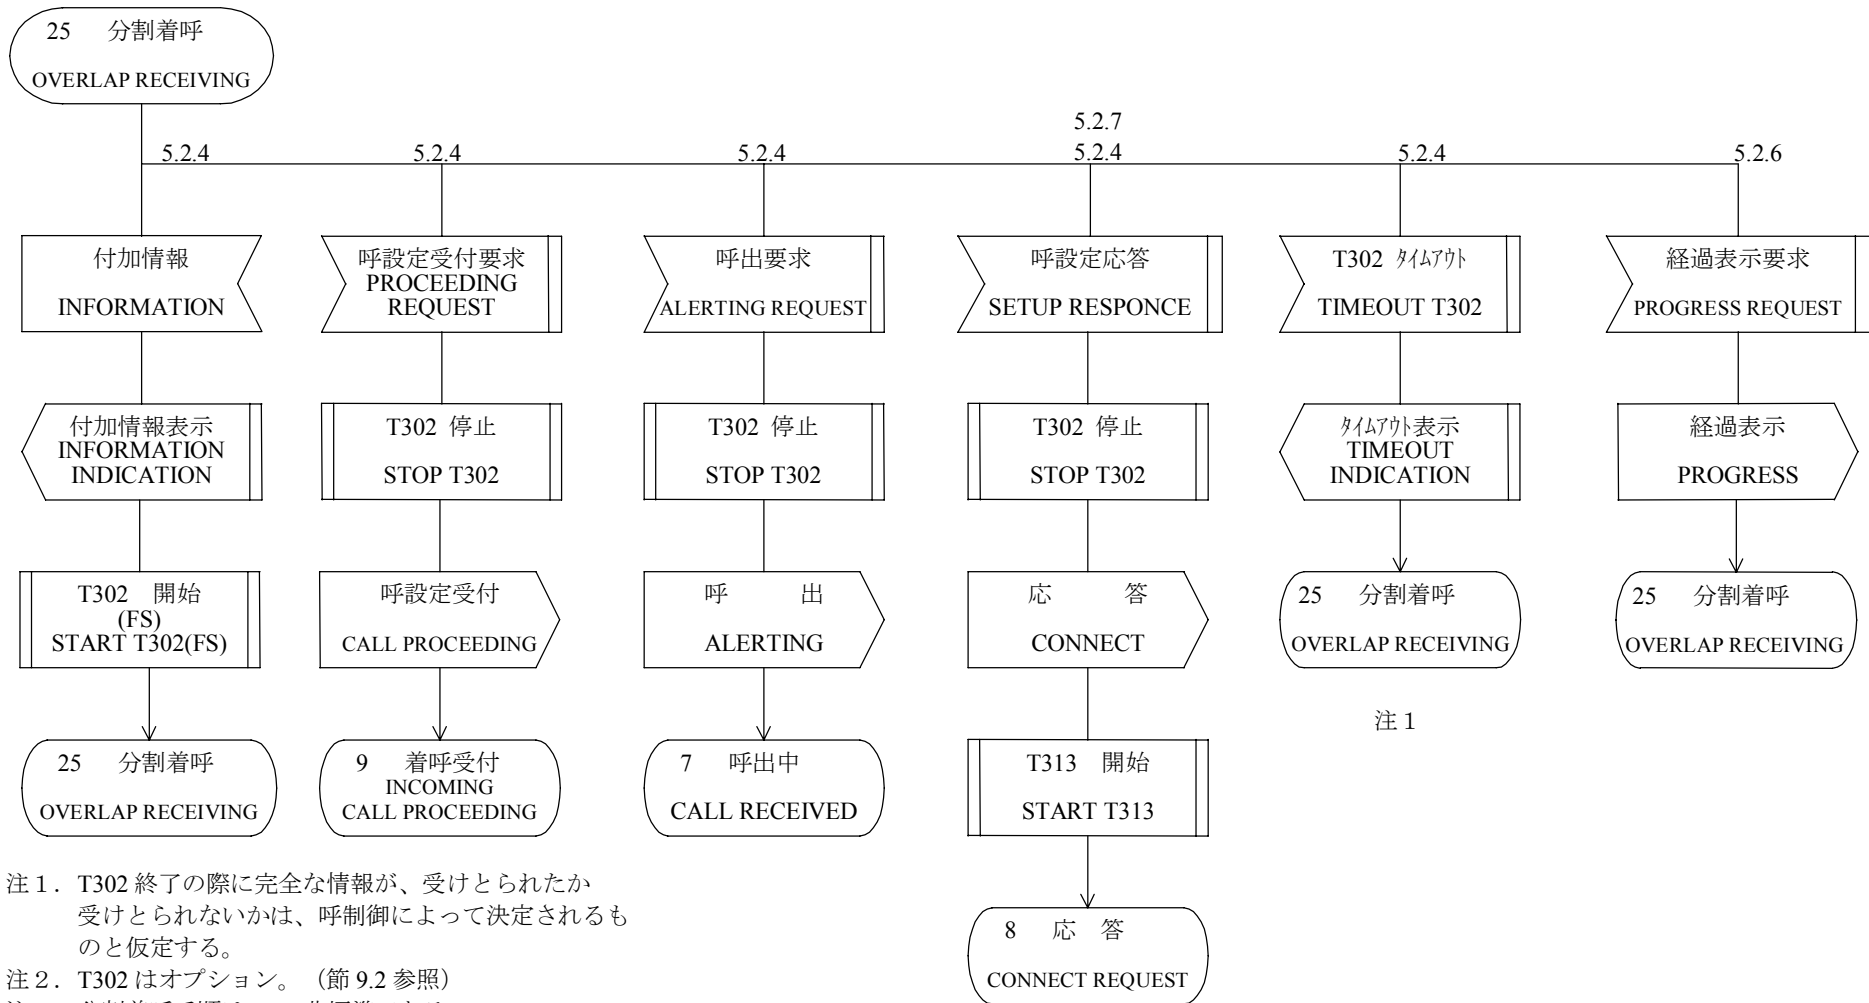 25 分割着呼
OVERLAP RECEIVING
5.2.7
5.2.4 5.2.4 5.2.4 5.2.4 5.2.4 5.2.6
付加情報
INFORMATION
呼設定受付要求
PROCEEDING
REQUEST
呼出要求
ALERTING REQUEST
呼設定応答
SETUP RESPONCE
T302 タイムアウト
TIMEOUT T302
経過表示要求
PROGRESS REQUEST
付加情報表示
INFORMATION
INDICATION
T302 停止
STOP T302
T302 停止
STOP T302
T302 停止
STOP T302
タイムアウト表示
TIMEOUT
INDICATION
経過表示
PROGRESS
T302 開始
(FS)
START T302(FS)
呼設定受付
CALL PROCEEDING
呼 出
ALERTING
応 答
CONNECT
25 分割着呼
OVERLAP RECEIVING
25 分割着呼
OVERLAP RECEIVING
注1
25 分割着呼
OVERLAP RECEIVING
9 着呼受付
INCOMING
CALL PROCEEDING
7 呼出中
CALL RECEIVED
T313 開始
START T313
8 応 答
CONNECT REQUEST
注1．T302 終了の際に完全な情報が、受けとられたか
受けとられないかは、呼制御によって決定されるも
のと仮定する。
注2．T302 はオプション。（節 9.2 参照）